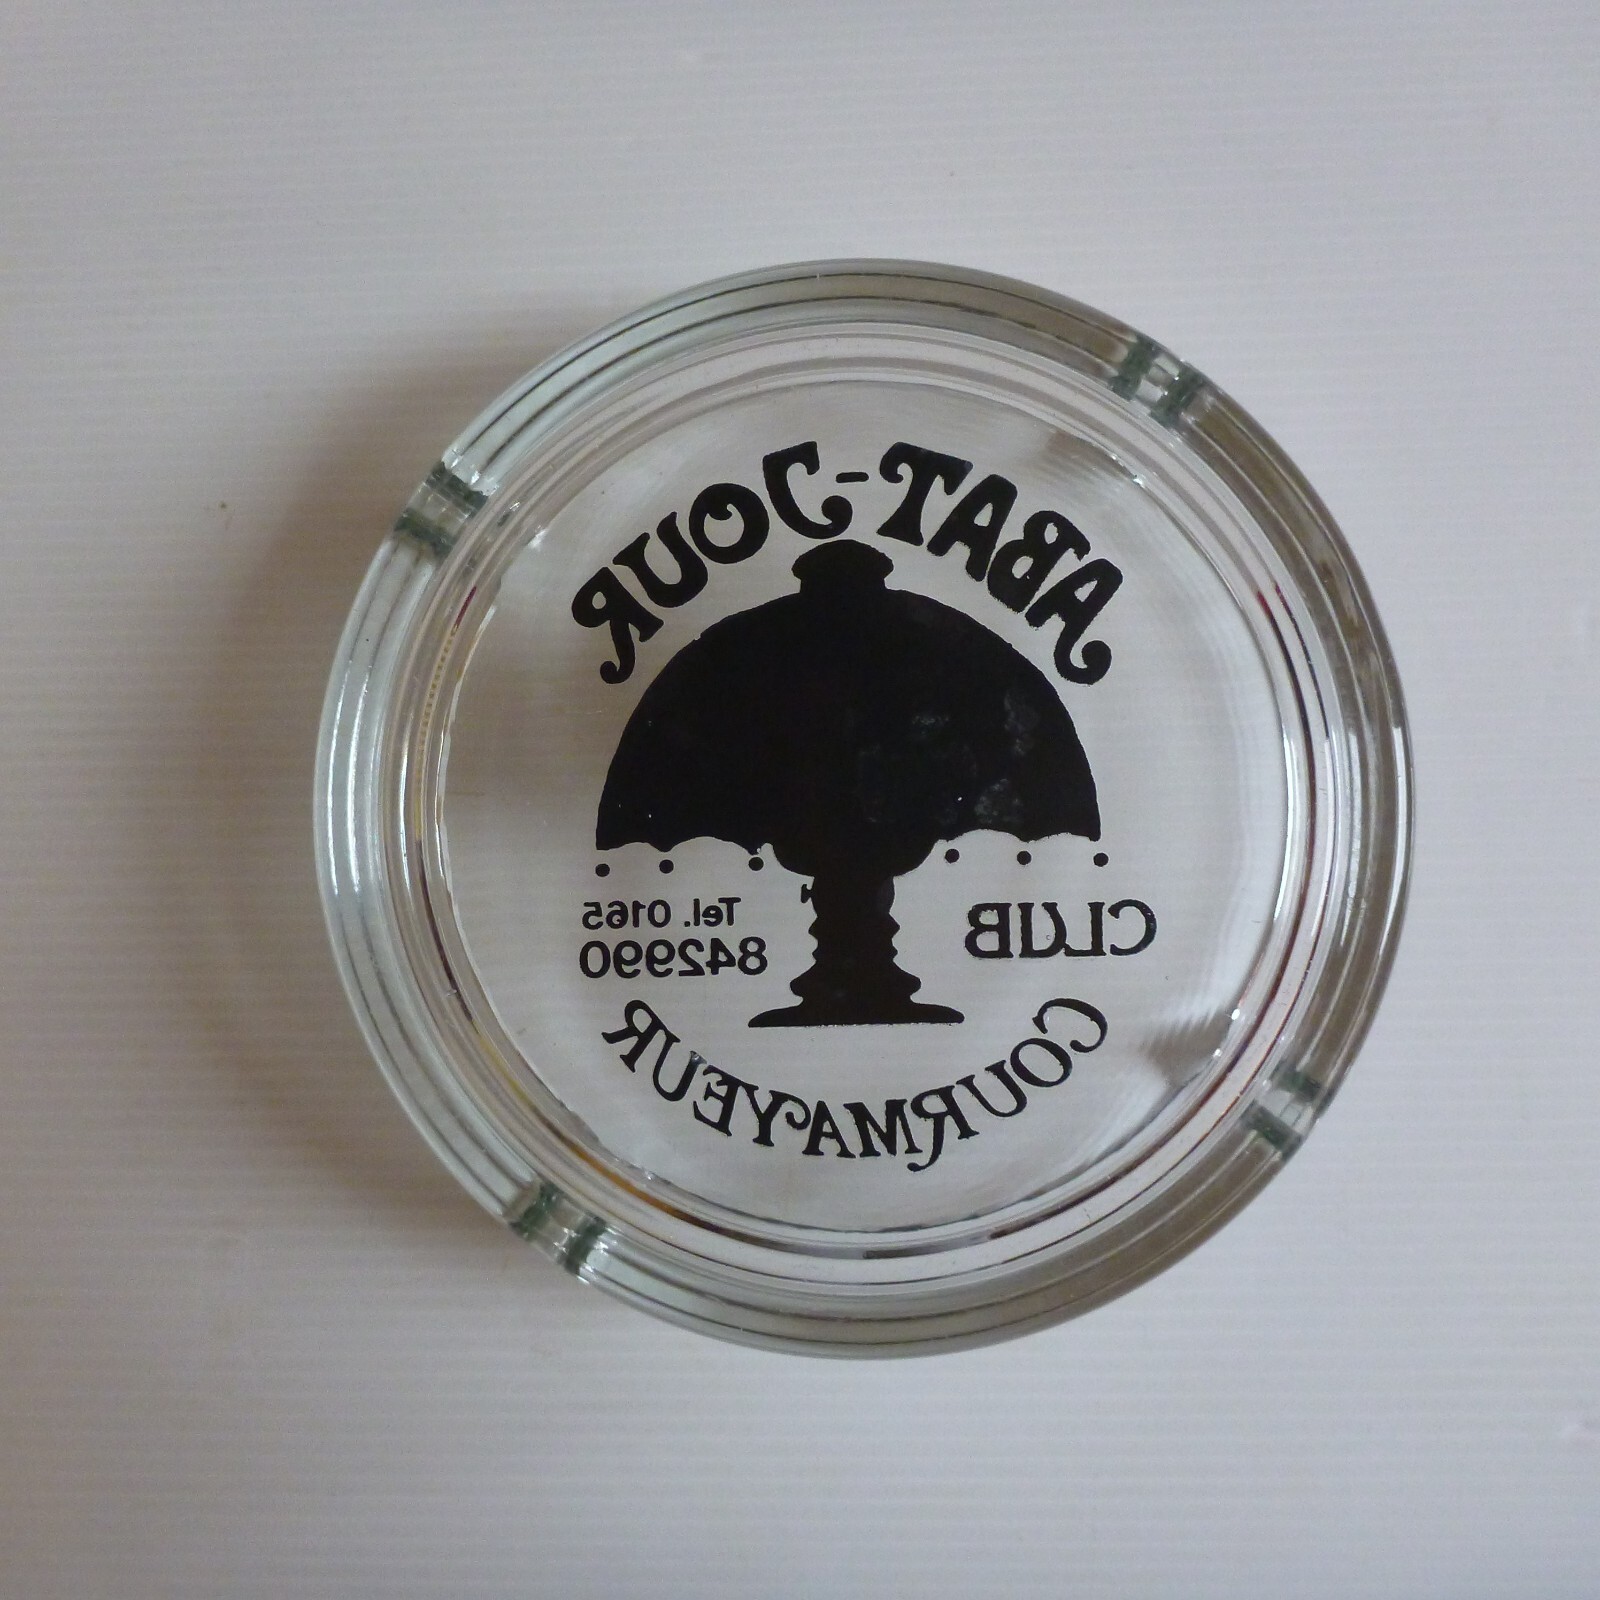 ABAT-JOUR
CLUB
Tel. 0165
842990
COURMAYEUR